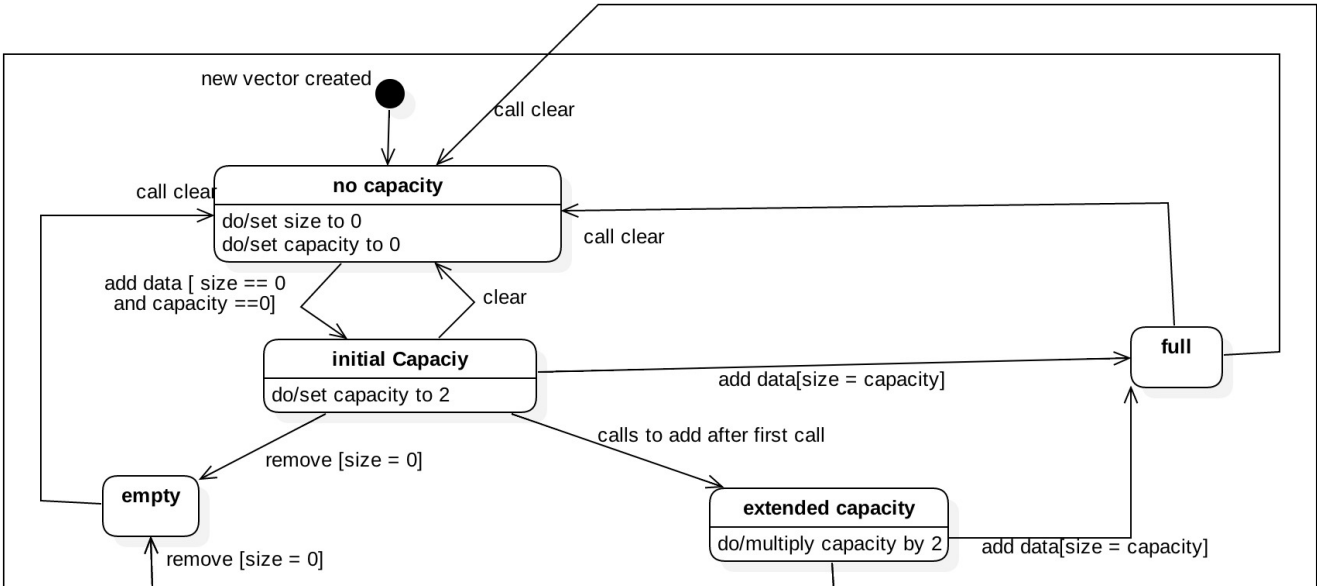 new vector created
call clear
no capacity
call clear
do/set size to 0
do/set capacity to 0
call clear
add data [ size == 0
and capacity ==0]
clear
initial Capaciy
full
add data[size = capacity]
do/set capacity to 2
calls to add after first call
remove [size = 0]
empty
extended capacity
do/multiply capacity by 2
add data[size = capacity]
remove [size = 0]